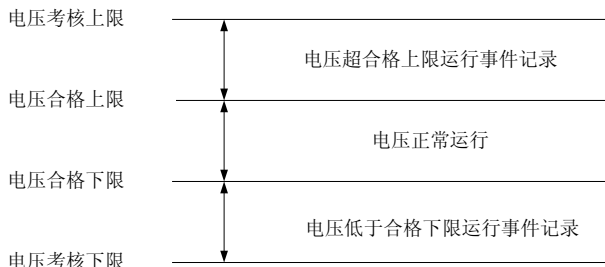 电压考核上限
电压超合格上限运行事件记录
电压合格上限
电压正常运行
电压合格下限
电压低于合格下限运行事件记录
电压考核下限